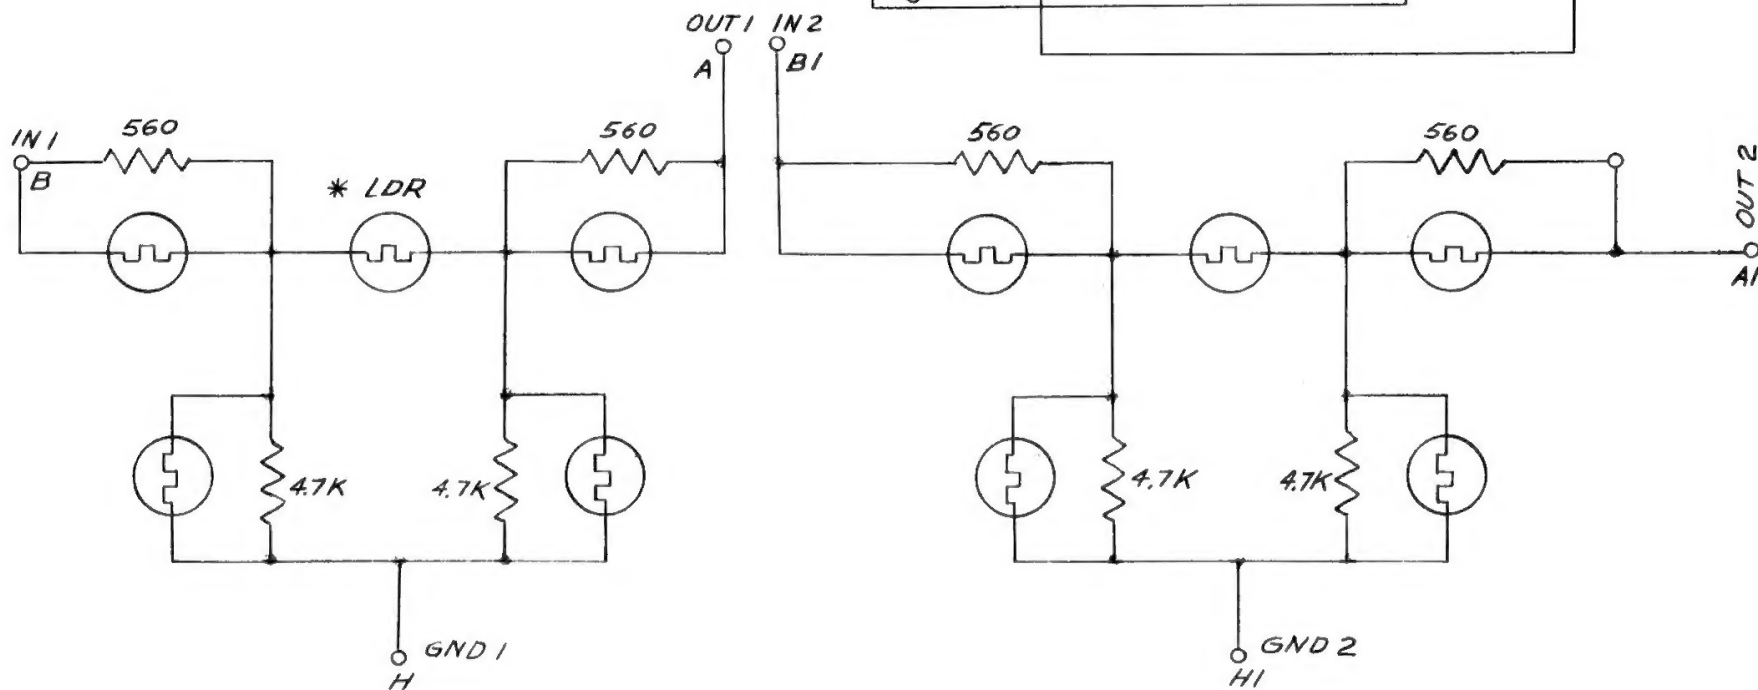 OUT 1 IN 2
A B1
IN 1 560 560 560 560
B
* LDR
OUT 2
A1
4.7K 4.7K 4.7K 4.7K
GND 1 GND 2
H H1